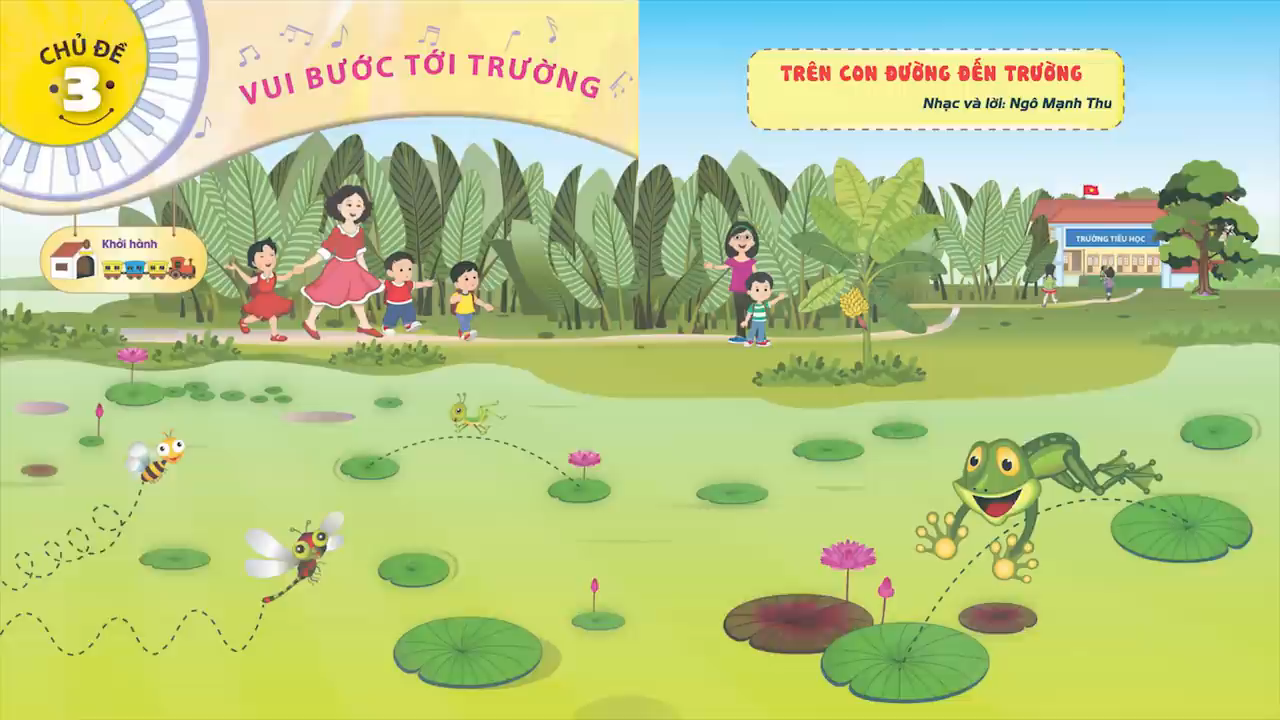 CHỦ ĐỀ
3
VUI BƯỚC TỚI TRƯỜNG
Khởi hành
TRÊN CON ĐƯỜNG ĐẾN TRƯỜNG
Nhạc và lời: Ngô Mạnh Thu
TRƯỜNG TIỂU HỌC